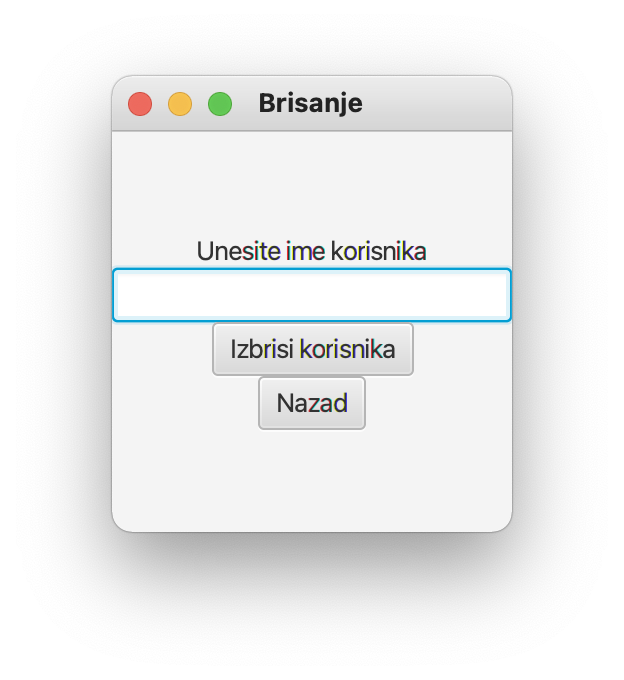 Brisanje
Unesite ime korisnika
Izbrisi korisnika
Nazad